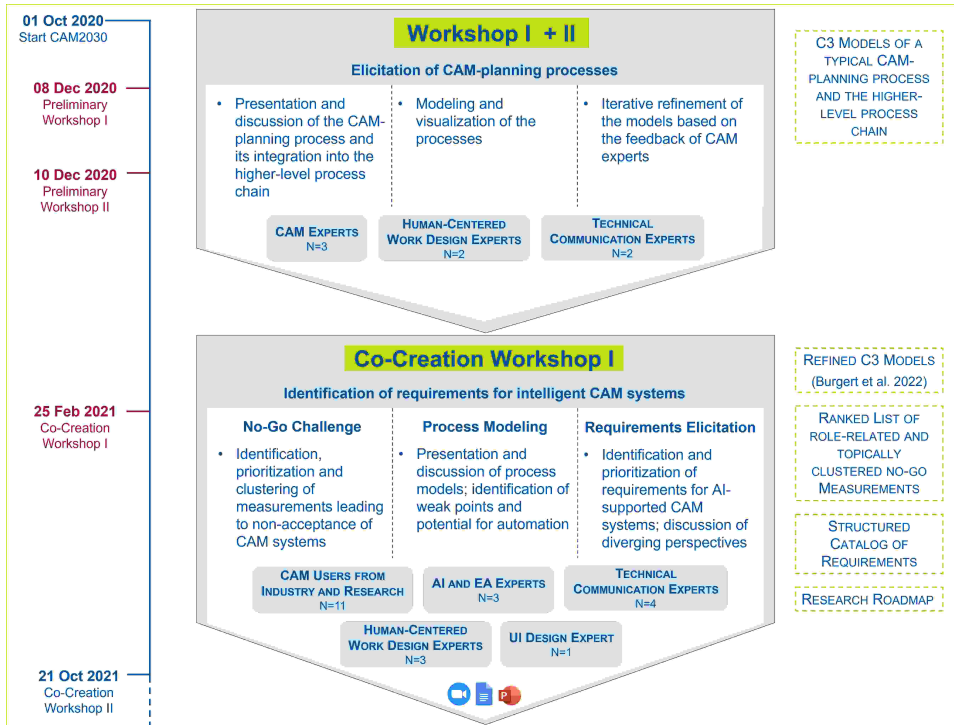 01 Oct 2020
Start CAM2030
08 Dec 2020
Preliminary
Workshop I
10 Dec 2020
Preliminary
Workshop II
25 Feb 2021
Co-Creation
Workshop I
21 Oct 2021
Co-Creation
Workshop II
Workshop I + II
Elicitation of CAM-planning processes
• Presentation and
discussion of the CAM-
planning process and
its integration into the
higher-level process
chain
• Modeling and
visualization of the
processes
• Iterative refinement of
the models based on
the feedback of CAM
experts
CAM EXPERTS
N=3
HUMAN-CENTERED
WORK DESIGN EXPERTS
N=2
TECHNICAL
COMMUNICATION EXPERTS
N=2
C3 MODELS OF A
TYPICAL CAM-
PLANNING PROCESS
AND THE HIGHER-
LEVEL PROCESS
CHAIN
Co-Creation Workshop I
Identification of requirements for intelligent CAM systems
No-Go Challenge
• Identification,
prioritization and
clustering of
measurements leading
to non-acceptance of
CAM systems
Process Modeling
• Presentation and
discussion of process
models; identification of
weak points and
potential for automation
Requirements Elicitation
• Identification and
prioritization of
requirements for AI-
supported CAM
systems; discussion of
diverging perspectives
CAM USERS FROM
INDUSTRY AND RESEARCH
N=11
AI AND EA EXPERTS
N=3
TECHNICAL
COMMUNICATION EXPERTS
N=4
HUMAN-CENTERED
WORK DESIGN EXPERTS
N=3
UI DESIGN EXPERT
N=1
P
REFINED C3 MODELS
(Burgert et al. 2022)
RANKED LIST OF
ROLE-RELATED AND
TOPICALLY
CLUSTERED NO-GO
MEASUREMENTS
STRUCTURED
CATALOG OF
REQUIREMENTS
RESEARCH ROADMAP